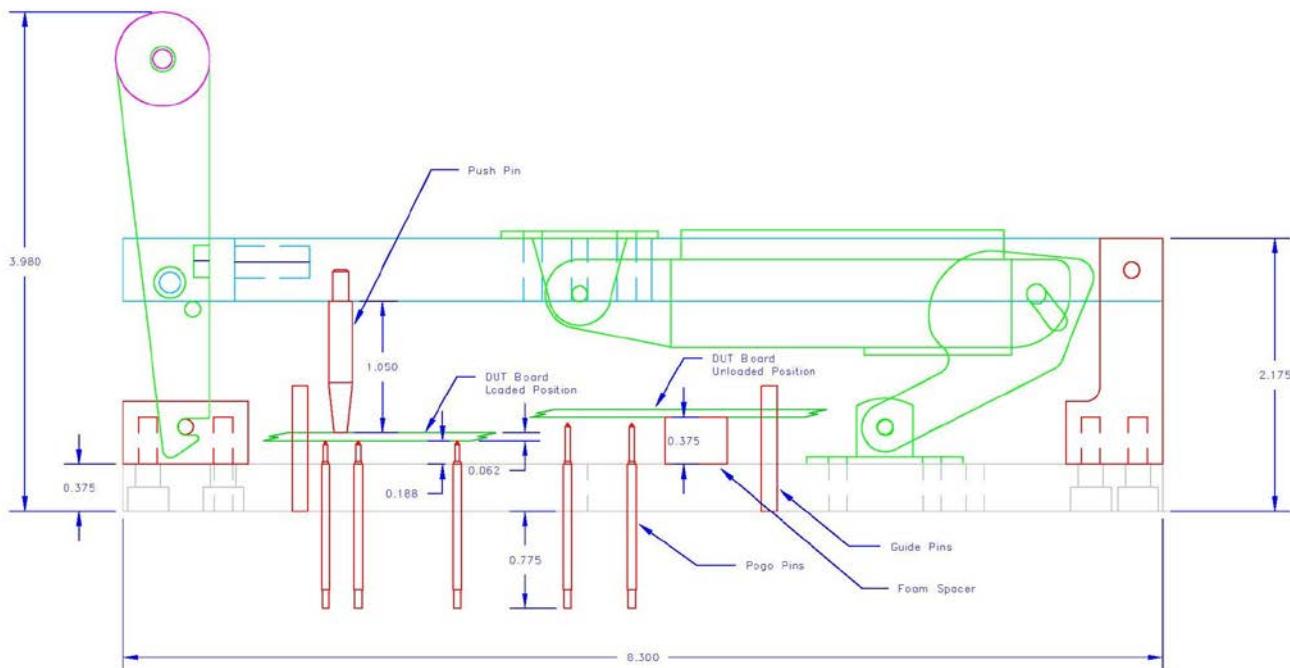 3.980
Push Pin
1.050
DUT Board
Loaded Position
DUT Board
Unloaded Position
2.175
0.375
0.375
0.062
0.188
0.775
Guide Pins
Pogo Pins
Foam Spacer
8.300